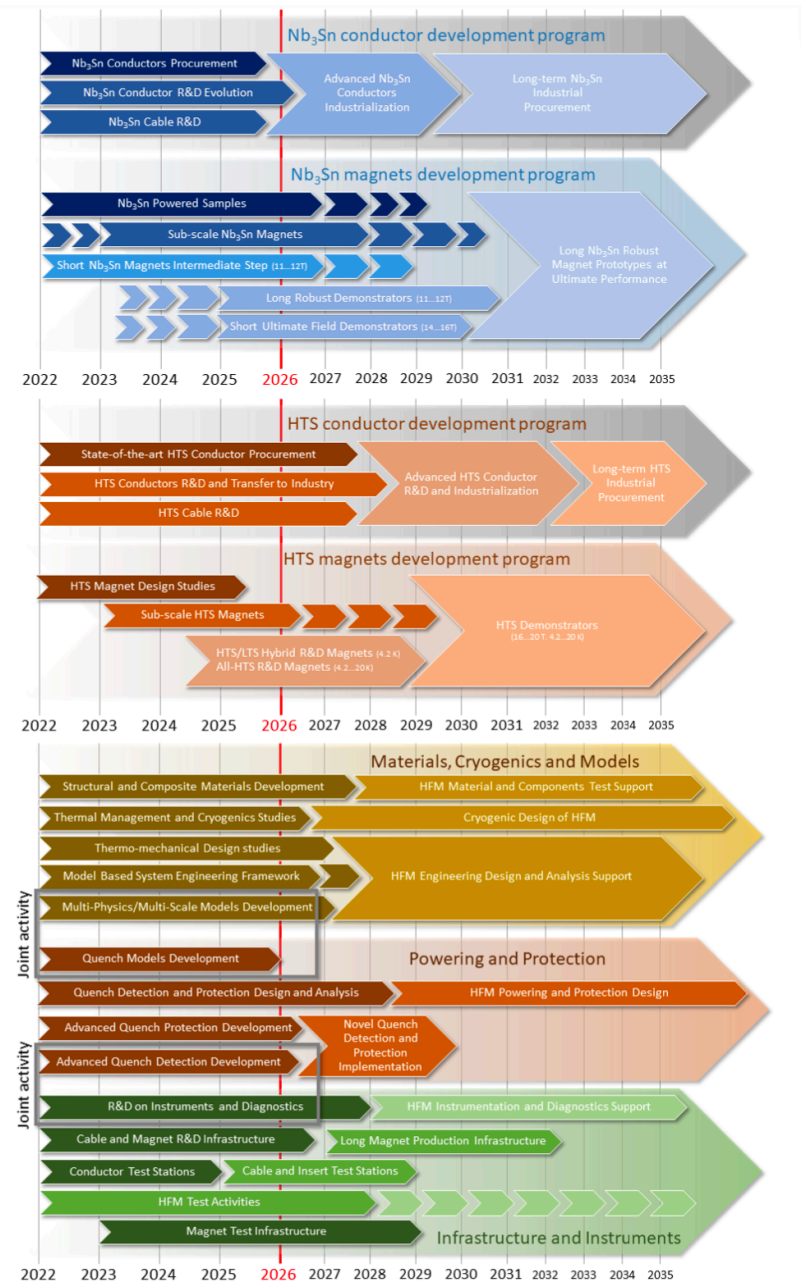 Nb₃Sn conductor development program
Nb₃Sn Conductors Procurement
Nb₃Sn Conductor R&D Evolution
Nb₃Sn Cable R&D
Advanced Nb₃Sn
Conductors
Industrialization
Long-term Nb₃Sn
Industrial
Procurement
Nb₃Sn magnets development program
Nb₃Sn Powered Samples
Sub-scale Nb₃Sn Magnets
Short Nb₃Sn Magnets Intermediate Step (11...12T)
Long Robust Demonstrators (11...12T)
Short Ultimate Field Demonstrators (14...16T)
Long Nb₃Sn Robust
Magnet Prototypes at
Ultimate Performance
2022 2023 2024 2025 2026 2027 2028 2029 2030 2031 2032 2033 2034 2035
HTS conductor development program
State-of-the-art HTS Conductor Procurement
HTS Conductors R&D and Transfer to Industry
HTS Cable R&D
Advanced HTS Conductor
R&D and Industrialization
Long-term HTS
Industrial
Procurement
HTS magnets development program
HTS Magnet Design Studies
Sub-scale HTS Magnets
HTS/LTS Hybrid R&D Magnets (4.2 K)
All-HTS R&D Magnets (4.2...20K)
HTS Demonstrators
(16...20 T, 4.2...20 K)
2022 2023 2024 2025 2026 2027 2028 2029 2030 2031 2032 2033 2034 2035
Materials, Cryogenics and Models
Structural and Composite Materials Development
HFM Material and Components Test Support
Thermal Management and Cryogenics Studies
Cryogenic Design of HFM
Thermo-mechanical Design studies
Model Based System Engineering Framework
HFM Engineering Design and Analysis Support
Multi-Physics/Multi-Scale Models Development
Joint activity
Quench Models Development
Powering and Protection
Quench Detection and Protection Design and Analysis
HFM Powering and Protection Design
Advanced Quench Protection Development
Novel Quench
Detection and
Protection
Implementation
Advanced Quench Detection Development
Joint activity
R&D on Instruments and Diagnostics
HFM Instrumentation and Diagnostics Support
Cable and Magnet R&D Infrastructure
Long Magnet Production Infrastructure
Conductor Test Stations
Cable and Insert Test Stations
HFM Test Activities
Magnet Test Infrastructure
Infrastructure and Instruments
2022 2023 2024 2025 2026 2027 2028 2029 2030 2031 2032 2033 2034 2035